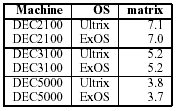 Machine OS matrix
DEC2100 Ultrix 7.1
DEC2100 ExOS 7.0
DEC3100 Ultrix 5.2
DEC3100 ExOS 5.2
DEC5000 Ultrix 3.8
DEC5000 ExOS 3.7